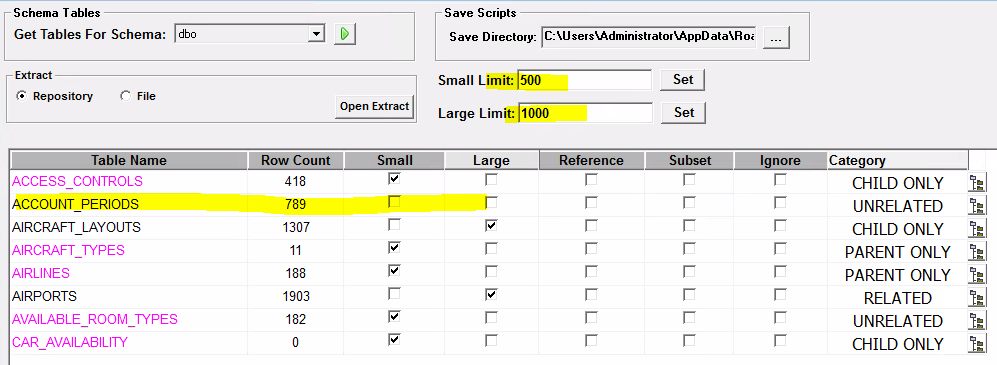 Schema Tables
Get Tables For Schema: dbo
Save Scripts
Save Directory: C:\Users\Administrator\AppData\Roa ...
Extract
Repository File
Open Extract
Small Limit: 500 Set
Large Limit: 1000 Set
Table Name Row Count Small Large Reference Subset Ignore Category
ACCESS_CONTROLS 418 CHILD ONLY
ACCOUNT_PERIODS 789 UNRELATED
AIRCRAFT_LAYOUTS 1307 CHILD ONLY
AIRCRAFT_TYPES 11 PARENT ONLY
AIRLINES 188 PARENT ONLY
AIRPORTS 1903 RELATED
AVAILABLE_ROOM_TYPES 182 UNRELATED
CAR_AVAILABILITY 0 CHILD ONLY